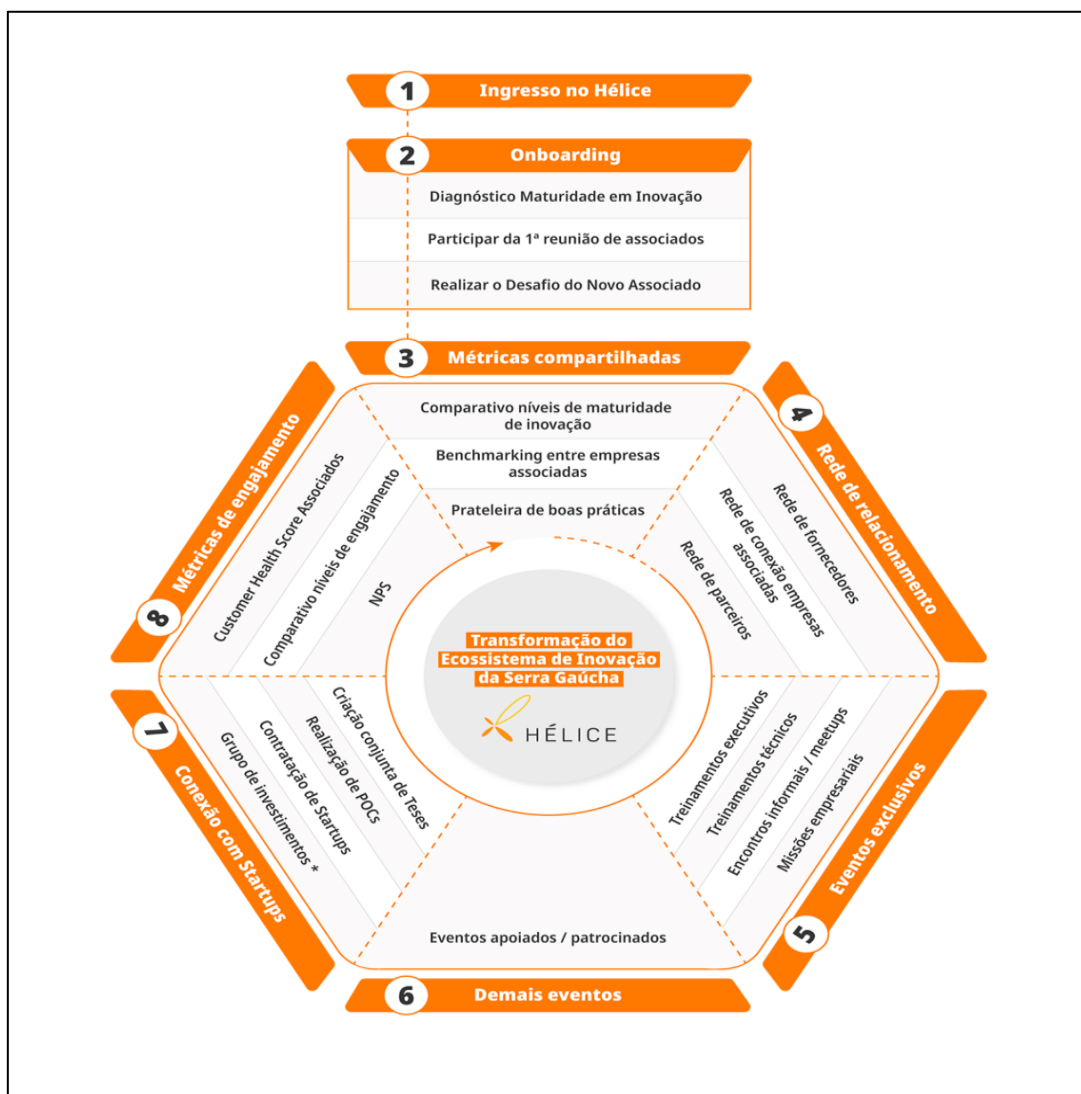 1
Ingresso no Hélice
2
Onboarding
Diagnóstico Maturidade em Inovação
Participar da 1ª reunião de associados
Realizar o Desafio do Novo Associado
3
Métricas compartilhadas
Comparativo níveis de maturidade
de inovação
Benchmarking entre empresas
associadas
Prateleira de boas práticas
4
Rede de relacionamento
Rede de fornecedores
Rede de conexão empresas
associadas
Rede de parceiros
5
Eventos exclusivos
Treinamentos executivos
Treinamentos técnicos
Encontros informais / meetups
Missões empresariais
6
Demais eventos
Eventos apoiados / patrocinados
7
Conexão com Startups
Criação conjunta de Teses
Realização de POCs
Contratação de Startups
Grupo de investimentos *
8
Métricas de engajamento
Customer Health Score Associados
Comparativo níveis de engajamento
NPS
Transformação do
Ecossistema de Inovação
da Serra Gaúcha
HÉLICE